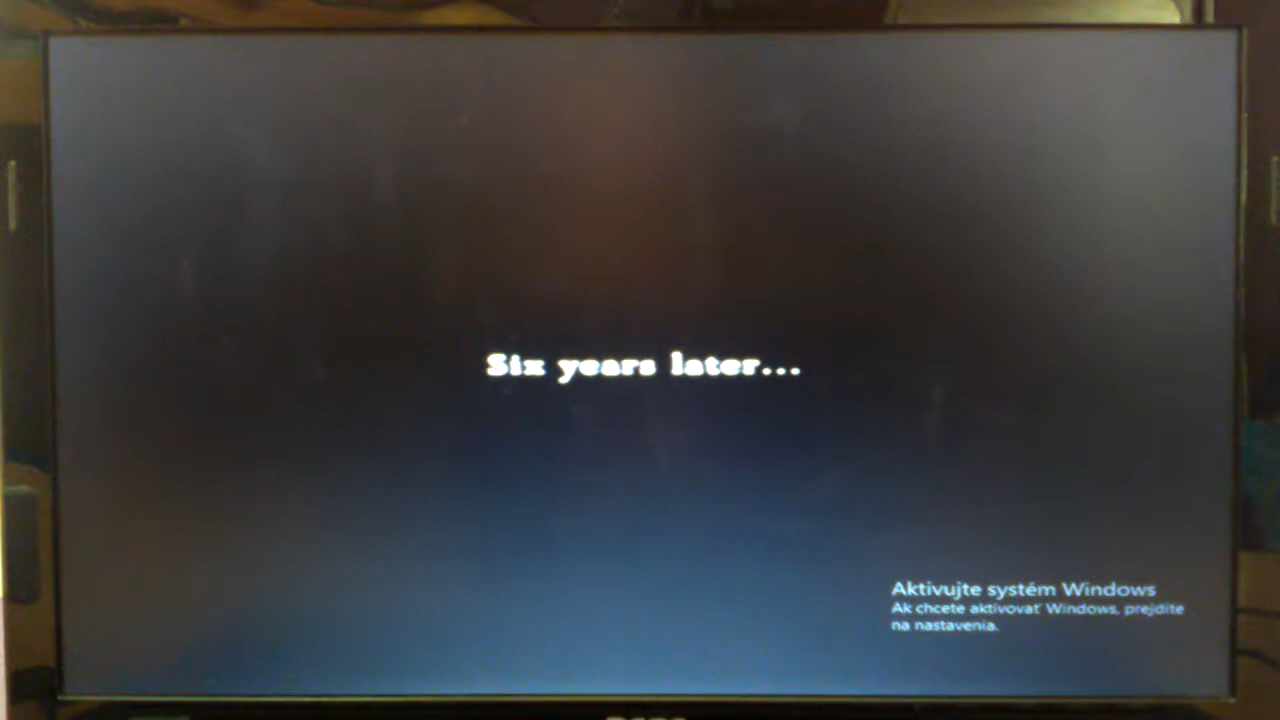 Six years later...
Aktivujte systém Windows
Ak chcete aktivovať Windows, prejdite
na nastavenia.